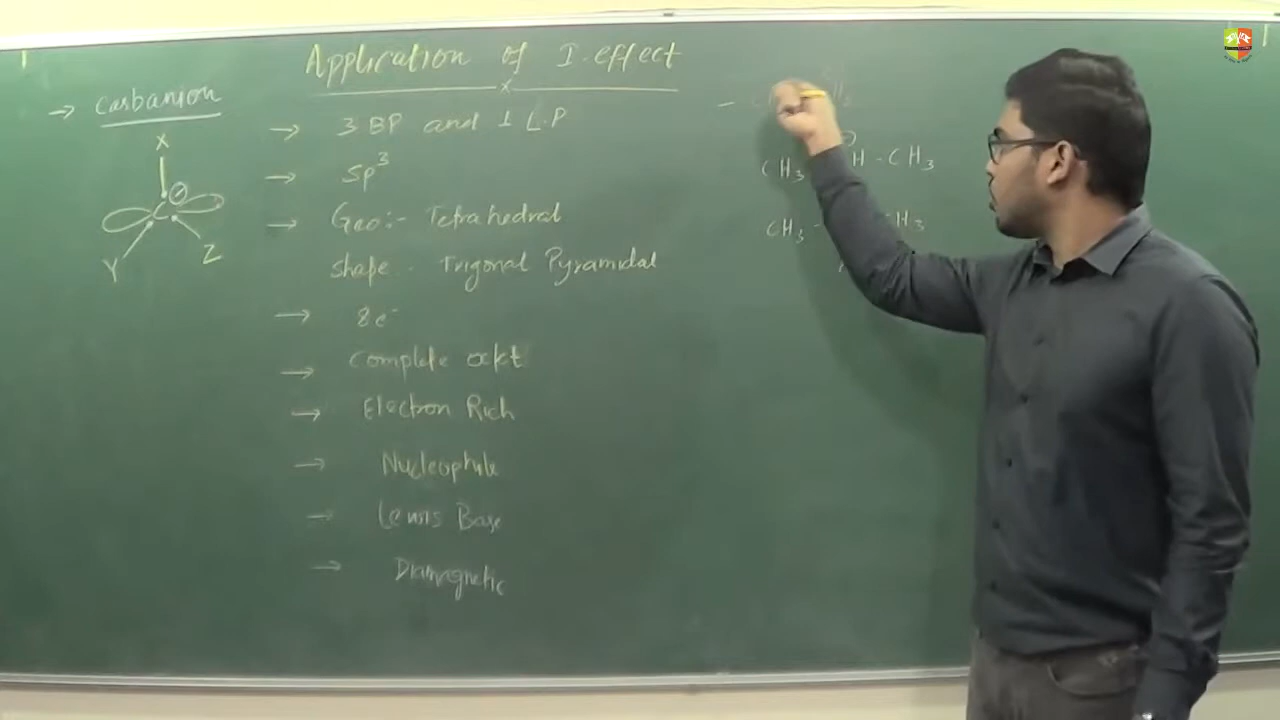 Application of I.effect
x
→ Carbanion
X
C
Y
Z
→ 3 BP and 1 L.P
→ Sp³
→ Geo:- Tetrahedral
Shape - Trigonal Pyramidal
→ 8e⁻
→ Complete
→ Electron Rich
→ Nucleophile
→ Lewis Base
→ Diamagnetic
CH₃ H - CH₃
CH₃ - H₃